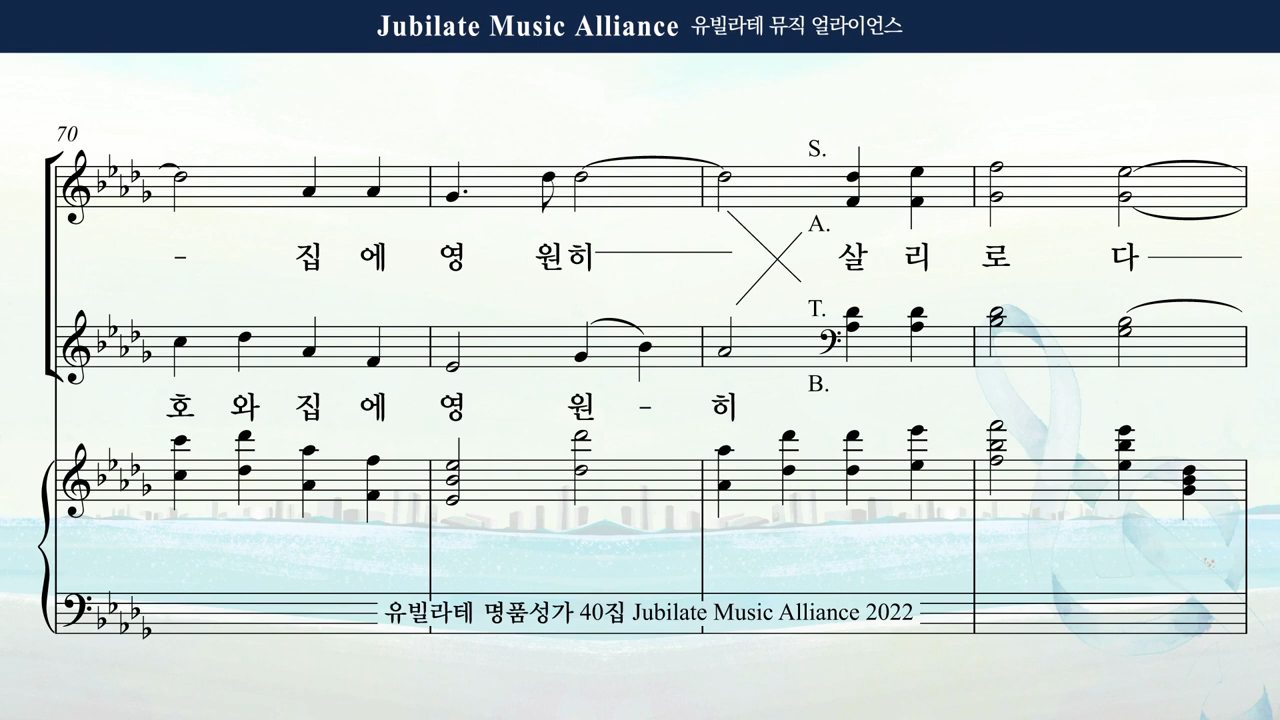 Jubilate Music Alliance 유빌라테 뮤직 얼라이언스
70
S.
A.
- 집 에 영 원 히 살 리 로 다
T.
B.
호 와 집 에 영 원 - 히
유빌라테 명품성가 40집 Jubilate Music Alliance 2022